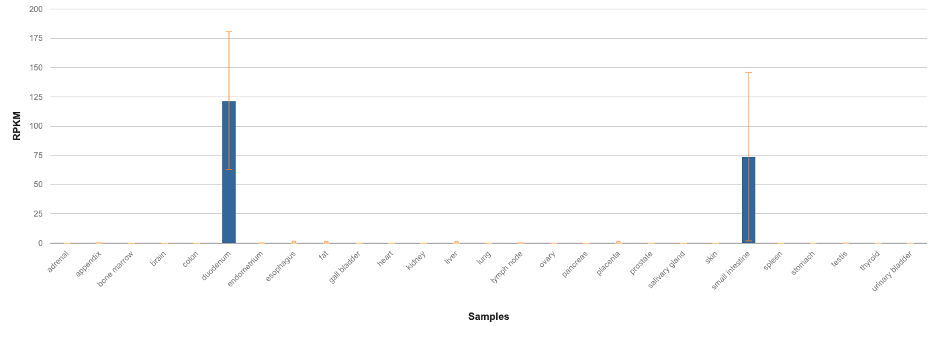 200
175
150
125
100
75
50
25
0
RPKM
adrenal
appendix
bone marrow
brain
colon
duodenum
endometrium
esophagus
fat
gall bladder
heart
kidney
liver
lung
lymph node
ovary
pancreas
placenta
prostate
salivary gland
skin
small intestine
spleen
stomach
testis
thyroid
urinary bladder
Samples